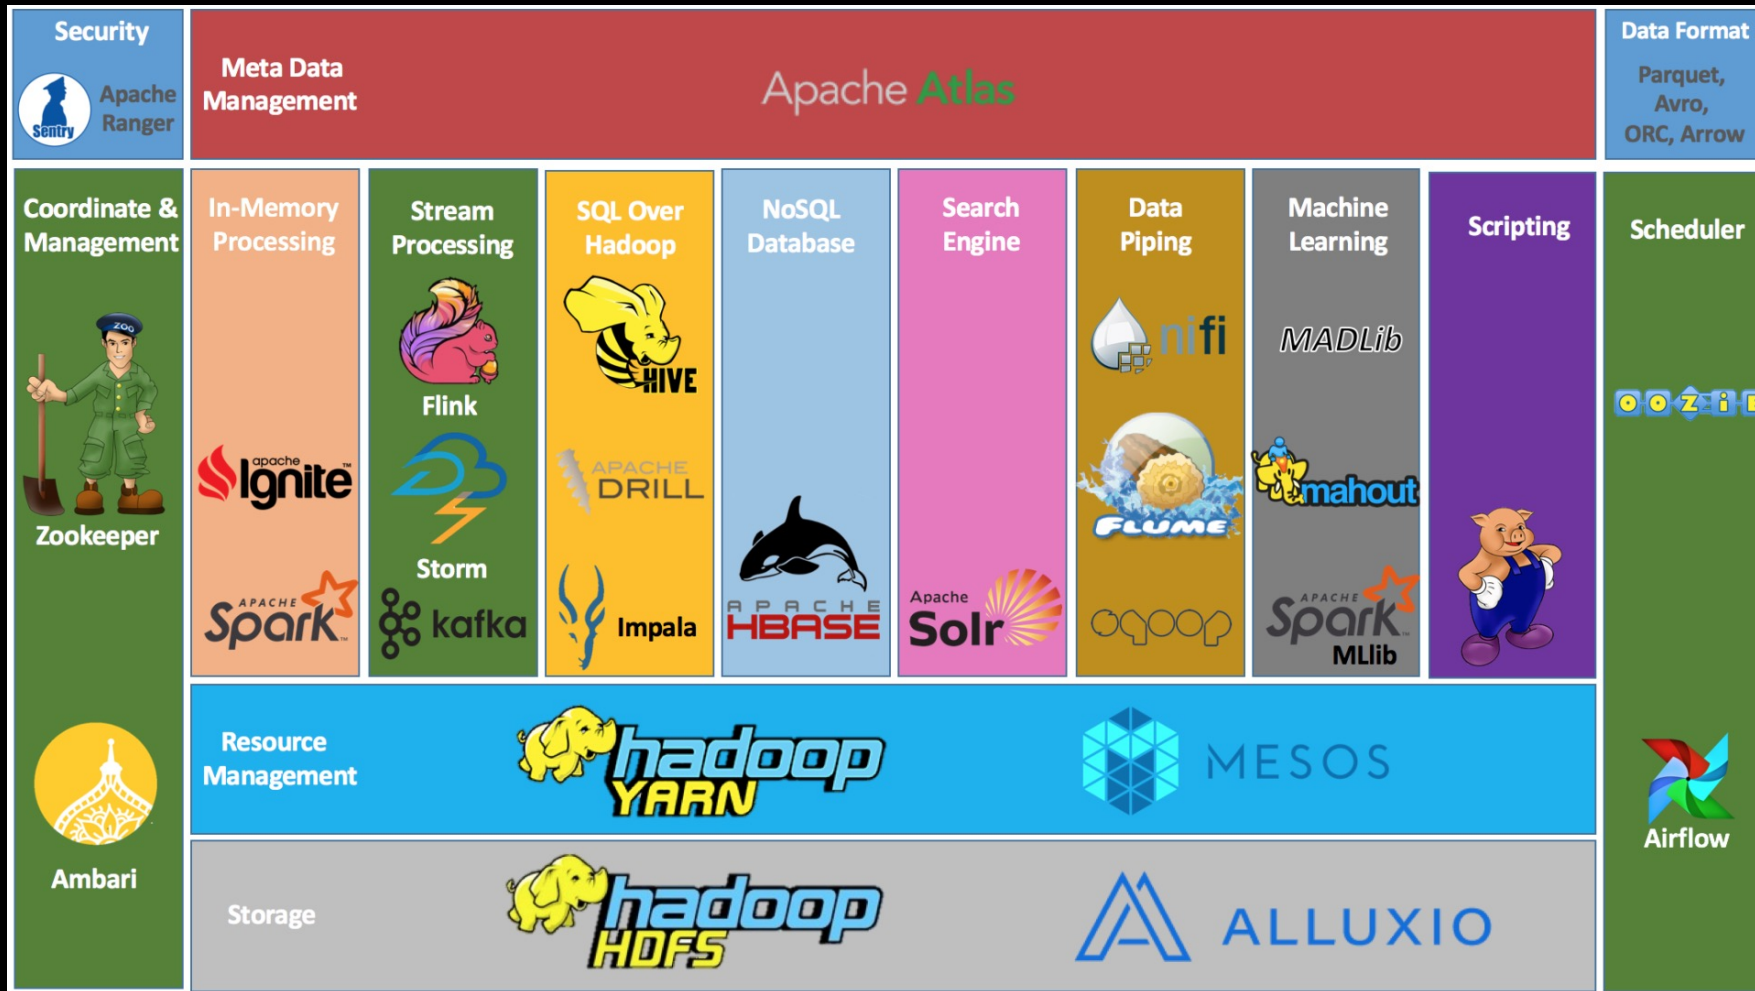 Security
Sentry
Apache
Ranger
Meta Data
Management
Apache Atlas
Data Format
Parquet,
Avro,
ORC, Arrow
Coordinate &
Management
ZOO
Zookeeper
Ambari
In-Memory
Processing
apache
Ignite™
APACHE
Spark™
Stream
Processing
Flink
Storm
kafka
SQL Over
Hadoop
HIVE
APACHE
DRILL
Impala
NoSQL
Database
APACHE
HBASE
Search
Engine
Apache
Solr
Data
Piping
nifi
FLUME
sqoop
Machine
Learning
MADLib
mahout
APACHE
Spark™
MLlib
Scripting
Scheduler
OOZIE
Airflow
Resource
Management
hadoop
YARN
MESOS
Storage
hadoop
HDFS
ALLUXIO